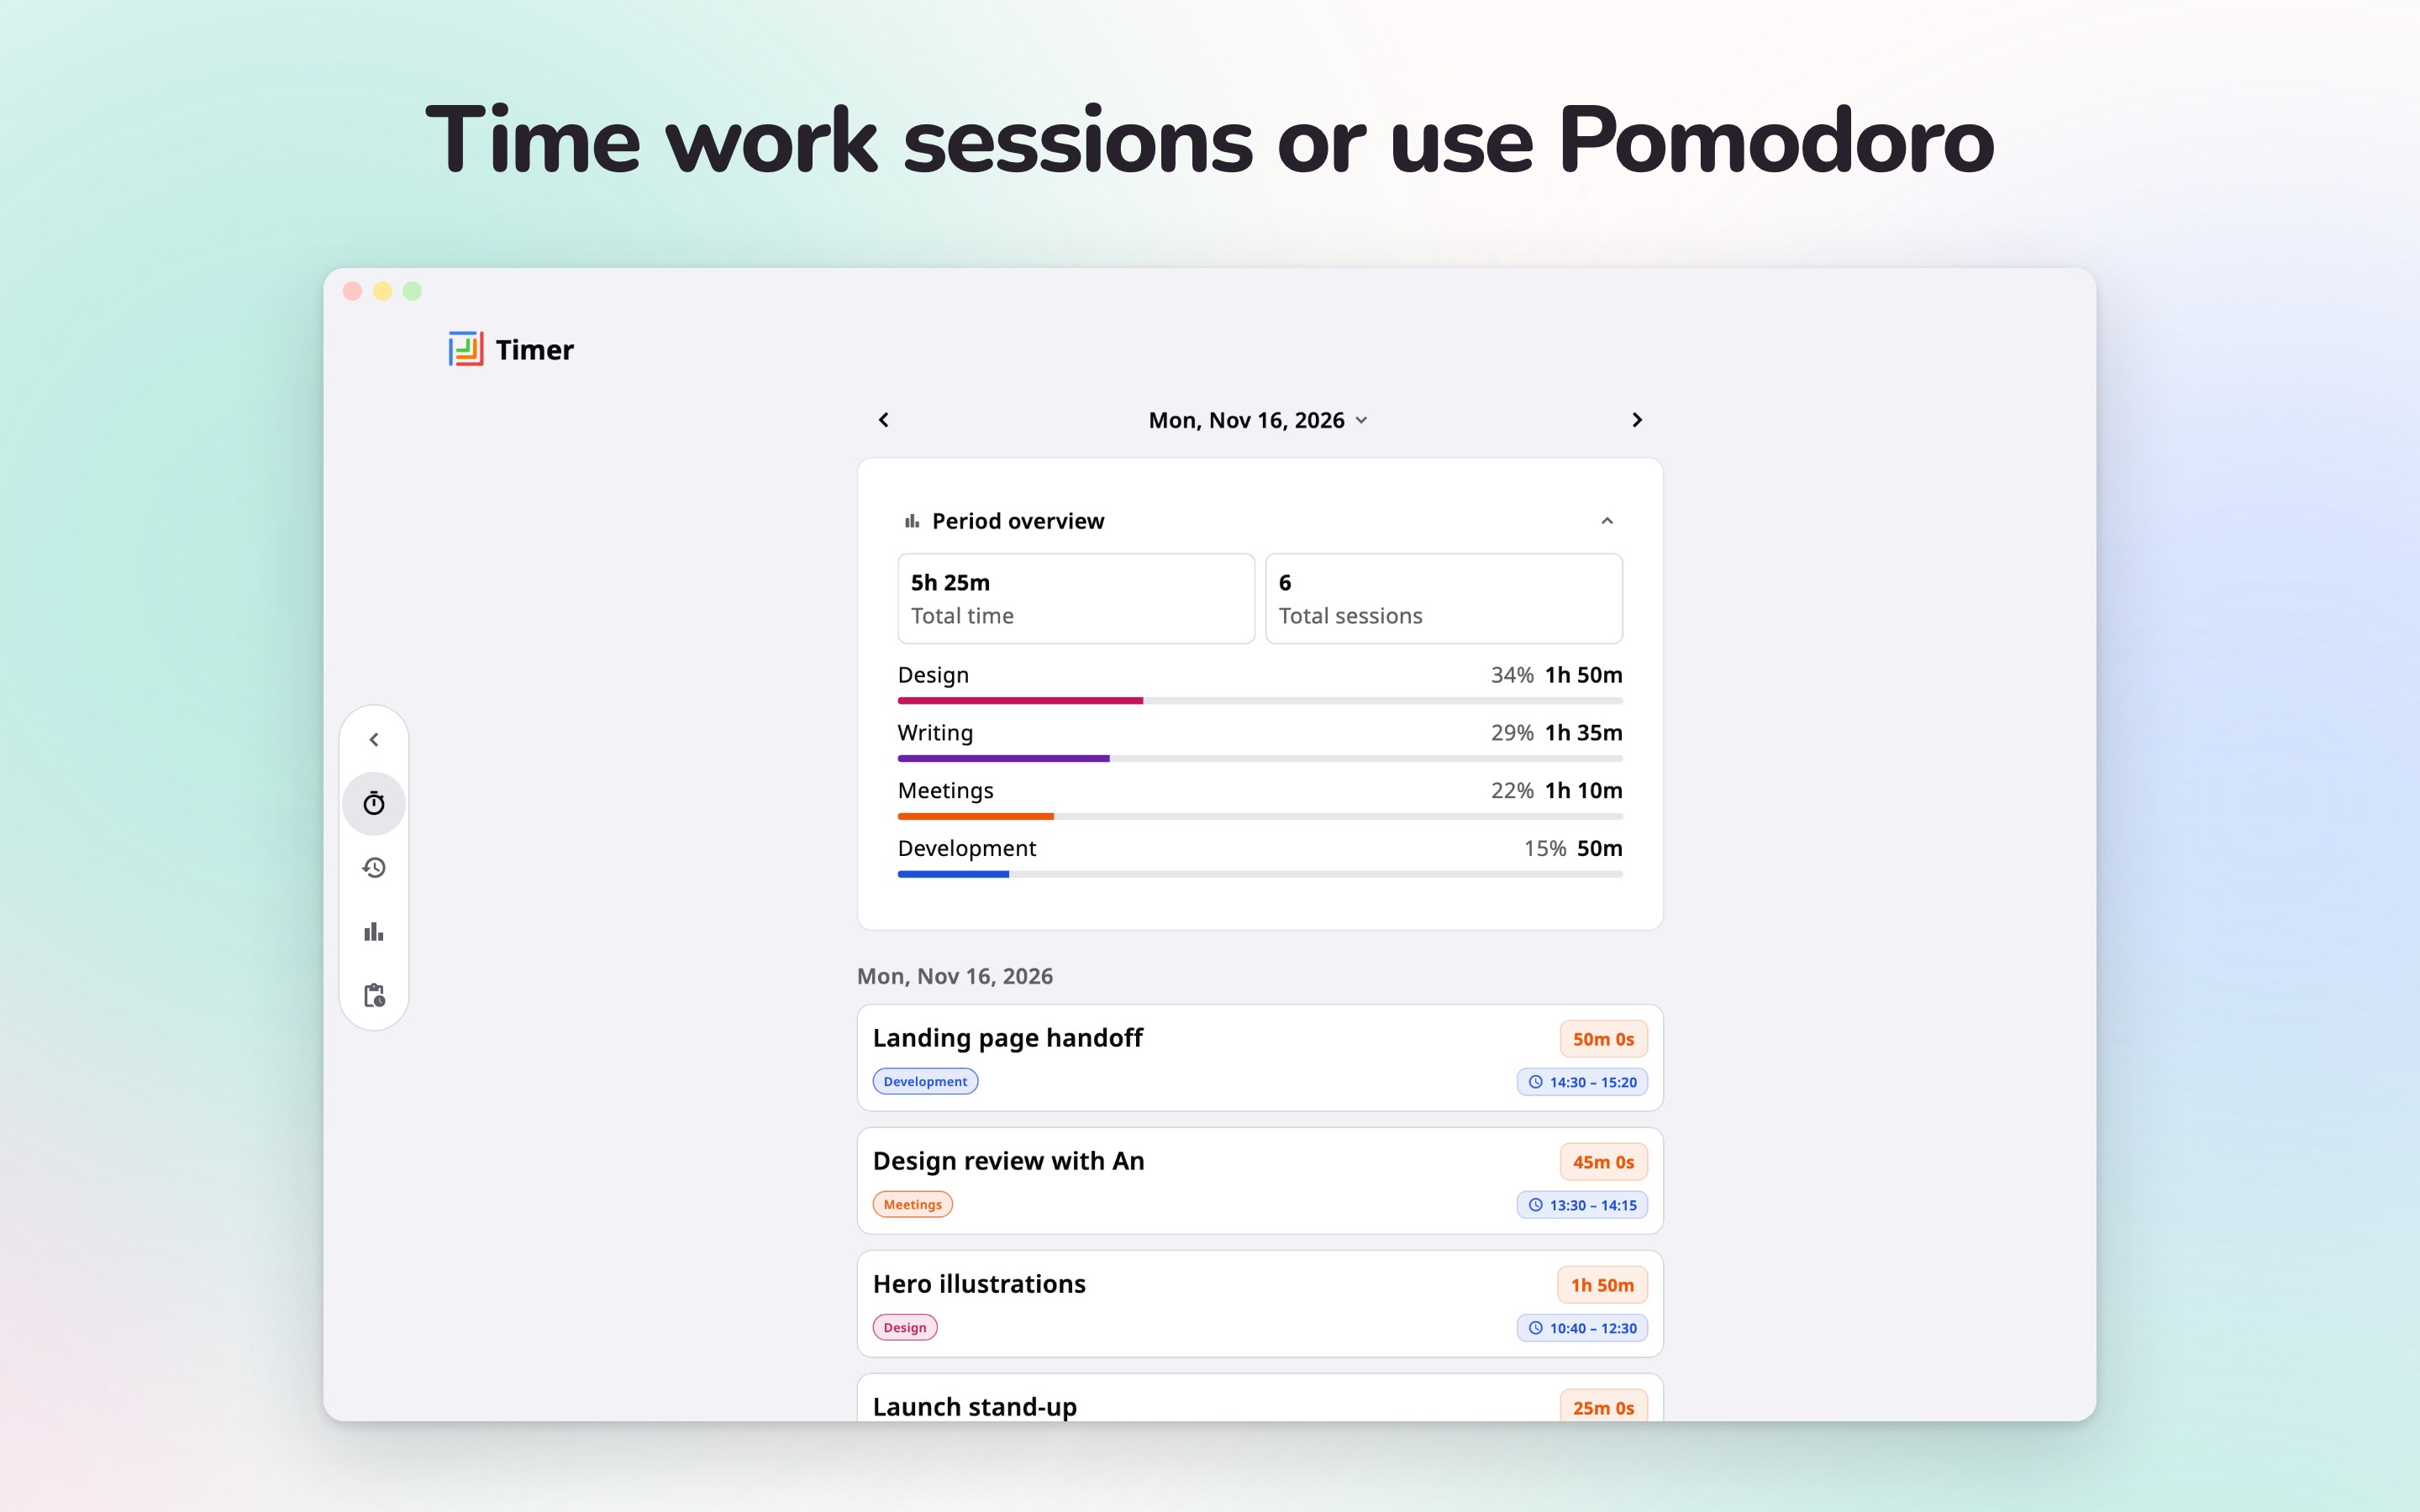 Time work sessions or use Pomodoro
Timer
Mon, Nov 16, 2026
Period overview
5h 25m
Total time
6
Total sessions
Design 34% 1h 50m
Writing 29% 1h 35m
Meetings 22% 1h 10m
Development 15% 50m
Mon, Nov 16, 2026
Landing page handoff 50m 0s
Development 14:30 – 15:20
Design review with An 45m 0s
Meetings 13:30 – 14:15
Hero illustrations 1h 50m
Design 10:40 – 12:30
Launch stand-up 25m 0s